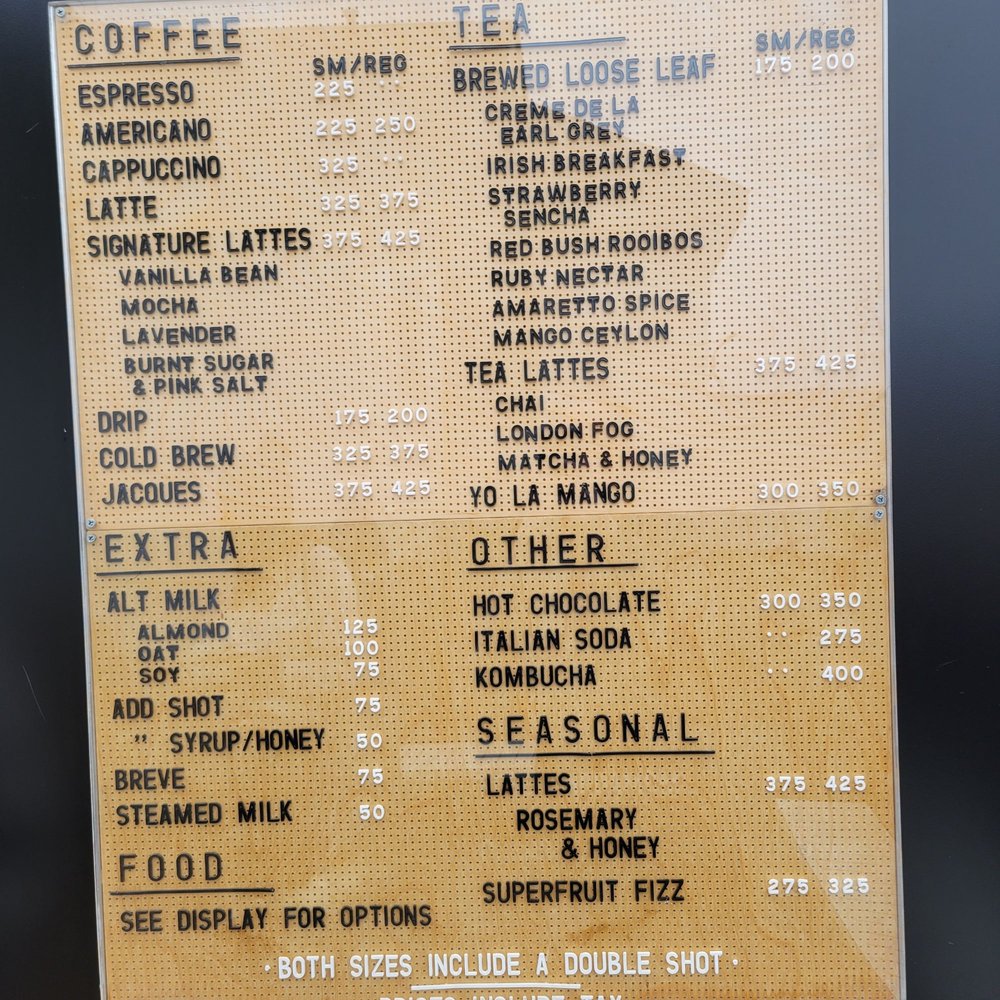 COFFEE
SM/REG
ESPRESSO 225 ··
AMERICANO 225 250
CAPPUCCINO 325 ··
LATTE 325 375
SIGNATURE LATTES 375 425
VANILLA BEAN
MOCHA
LAVENDER
BURNT SUGAR
& PINK SALT
DRIP 175 200
COLD BREW 325 375
JACQUES 375 425
TEA
SM/REG
BREWED LOOSE LEAF 175 200
CREME DE LA
EARL GREY
IRISH BREAKFAST
STRAWBERRY
SENCHA
RED BUSH ROOIBOS
RUBY NECTAR
AMARETTO SPICE
MANGO CEYLON
TEA LATTES 375 425
CHAI
LONDON FOG
MATCHA & HONEY
YO LA MANGO 300 350
EXTRA
ALT MILK
ALMOND 125
OAT 100
SOY 75
ADD SHOT 75
" SYRUP/HONEY 50
BREVE 75
STEAMED MILK 50
FOOD
SEE DISPLAY FOR OPTIONS
OTHER
HOT CHOCOLATE 300 350
ITALIAN SODA ·· 275
KOMBUCHA ·· 400
SEASONAL
LATTES 375 425
ROSEMARY
& HONEY
SUPERFRUIT FIZZ 275 325
·BOTH SIZES INCLUDE A DOUBLE SHOT·
PRICES INCLUDE TAX